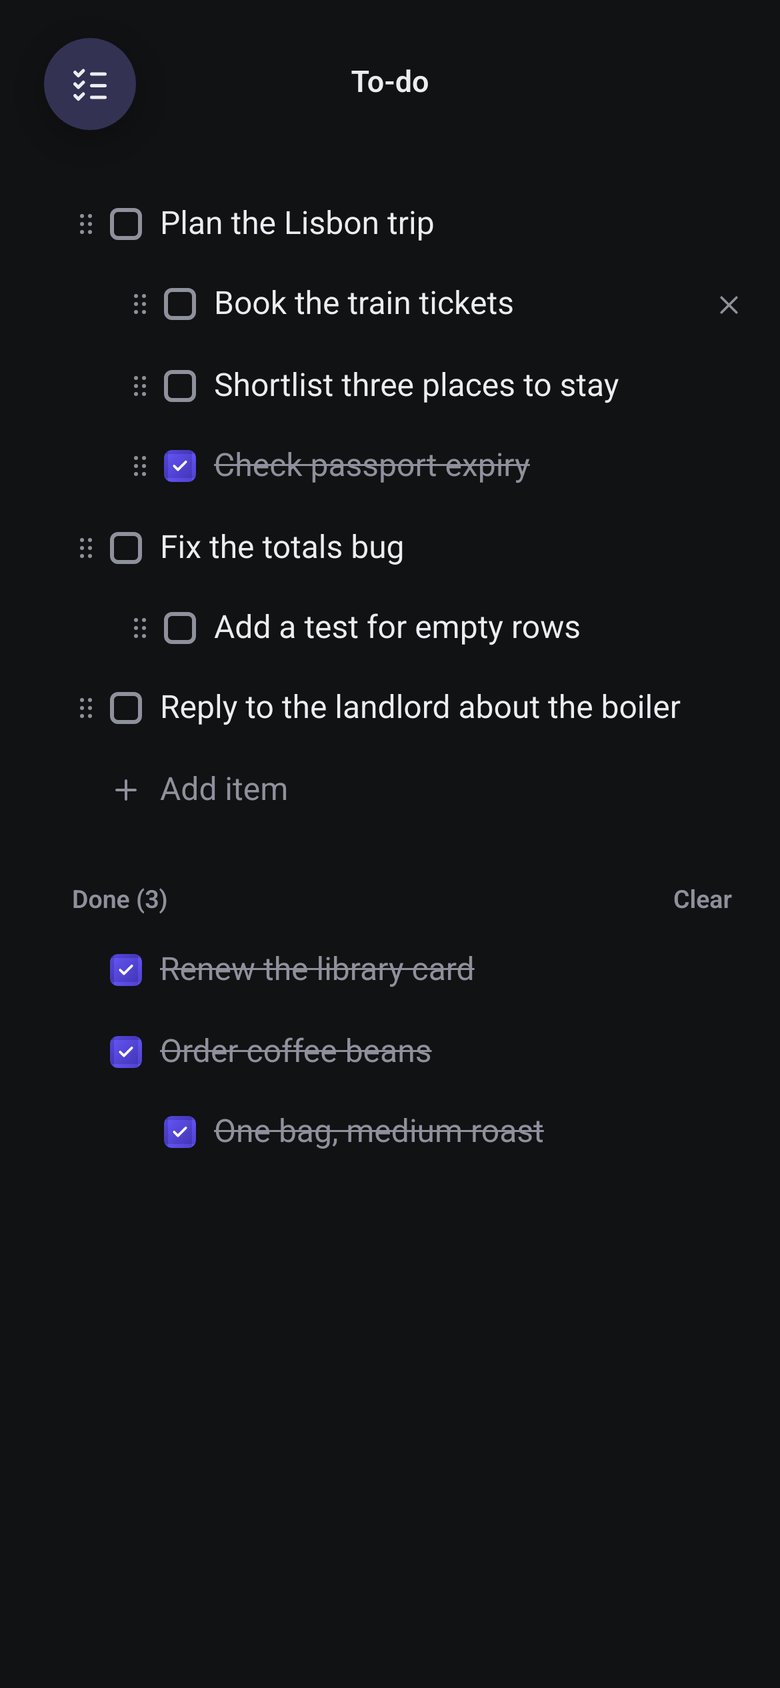 To-do
Plan the Lisbon trip
Book the train tickets
Shortlist three places to stay
Check passport expiry
Fix the totals bug
Add a test for empty rows
Reply to the landlord about the boiler
Add item
Done (3)
Clear
Renew the library card
Order coffee beans
One bag, medium roast